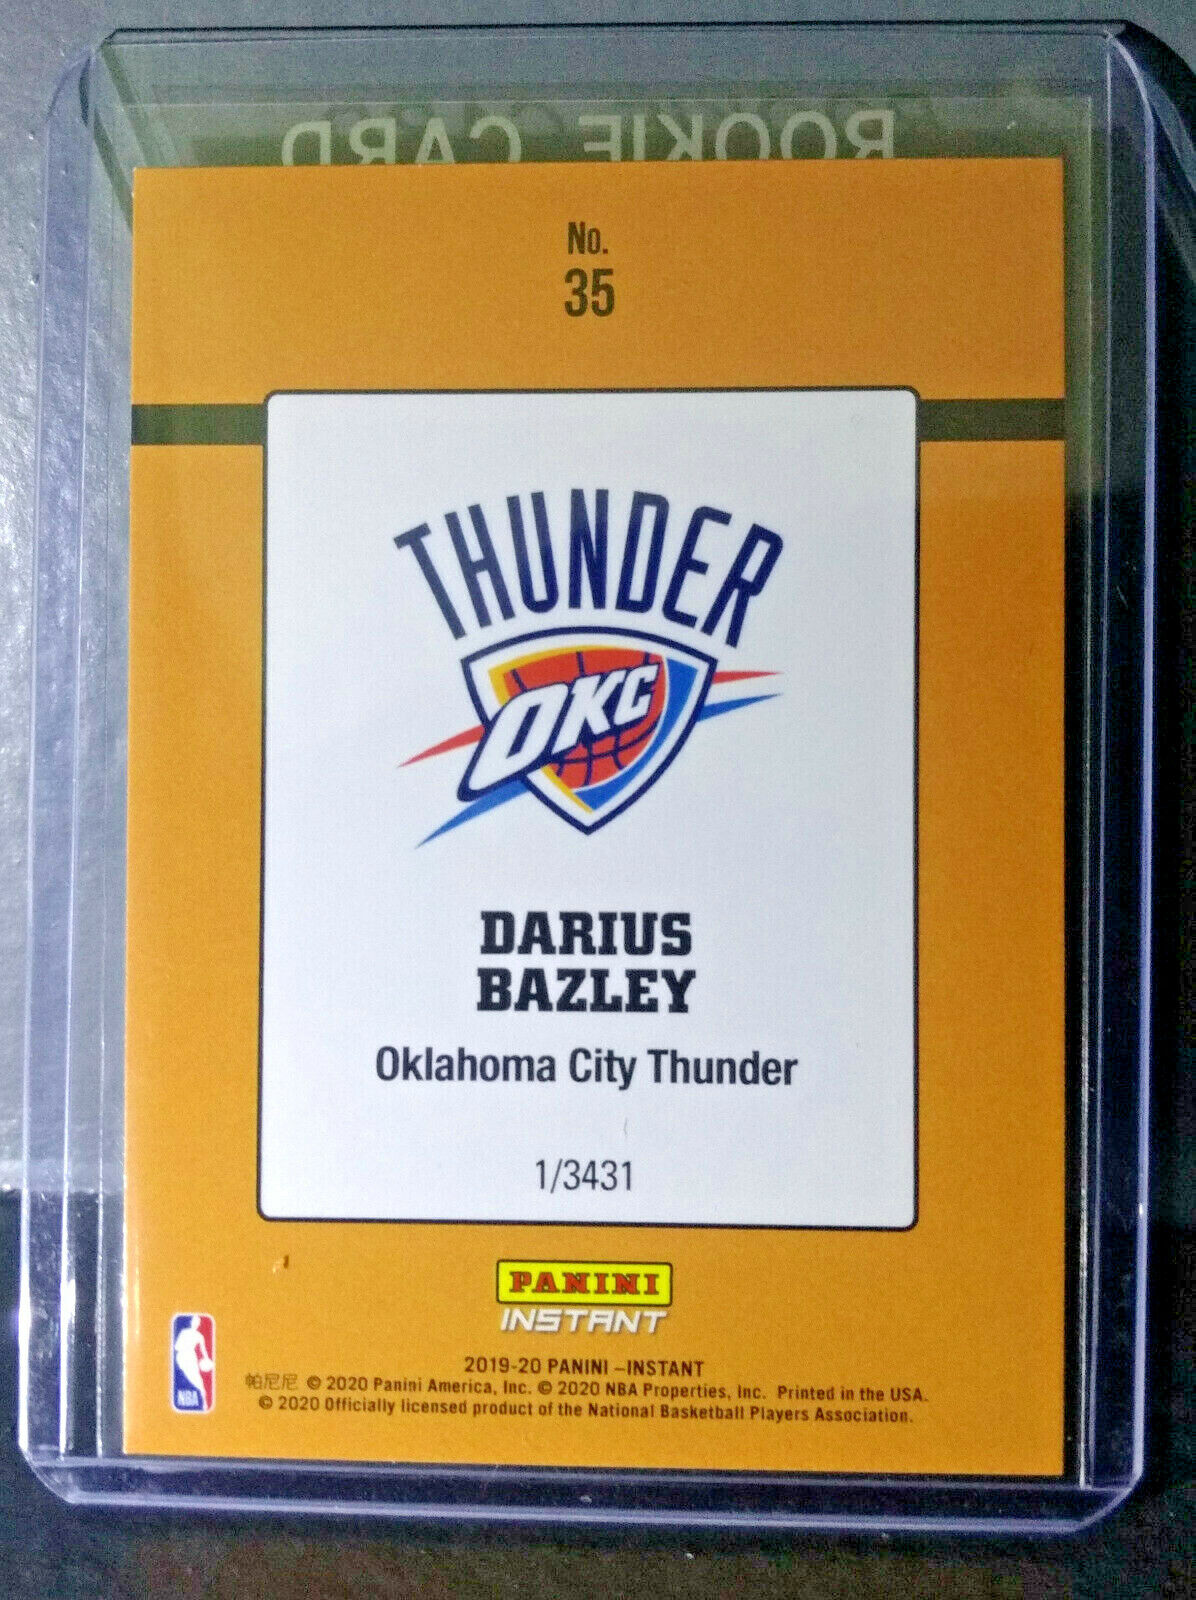 ROOKIE CARD
No.
35
THUNDER
OKC
DARIUS
BAZLEY
Oklahoma City Thunder
1/3431
PANINI
INSTANT
2019-20 PANINI –INSTANT
帕尼尼 © 2020 Panini America, Inc. © 2020 NBA Properties, Inc. Printed in the USA.
© 2020 Officially licensed product of the National Basketball Players Association.
NBA